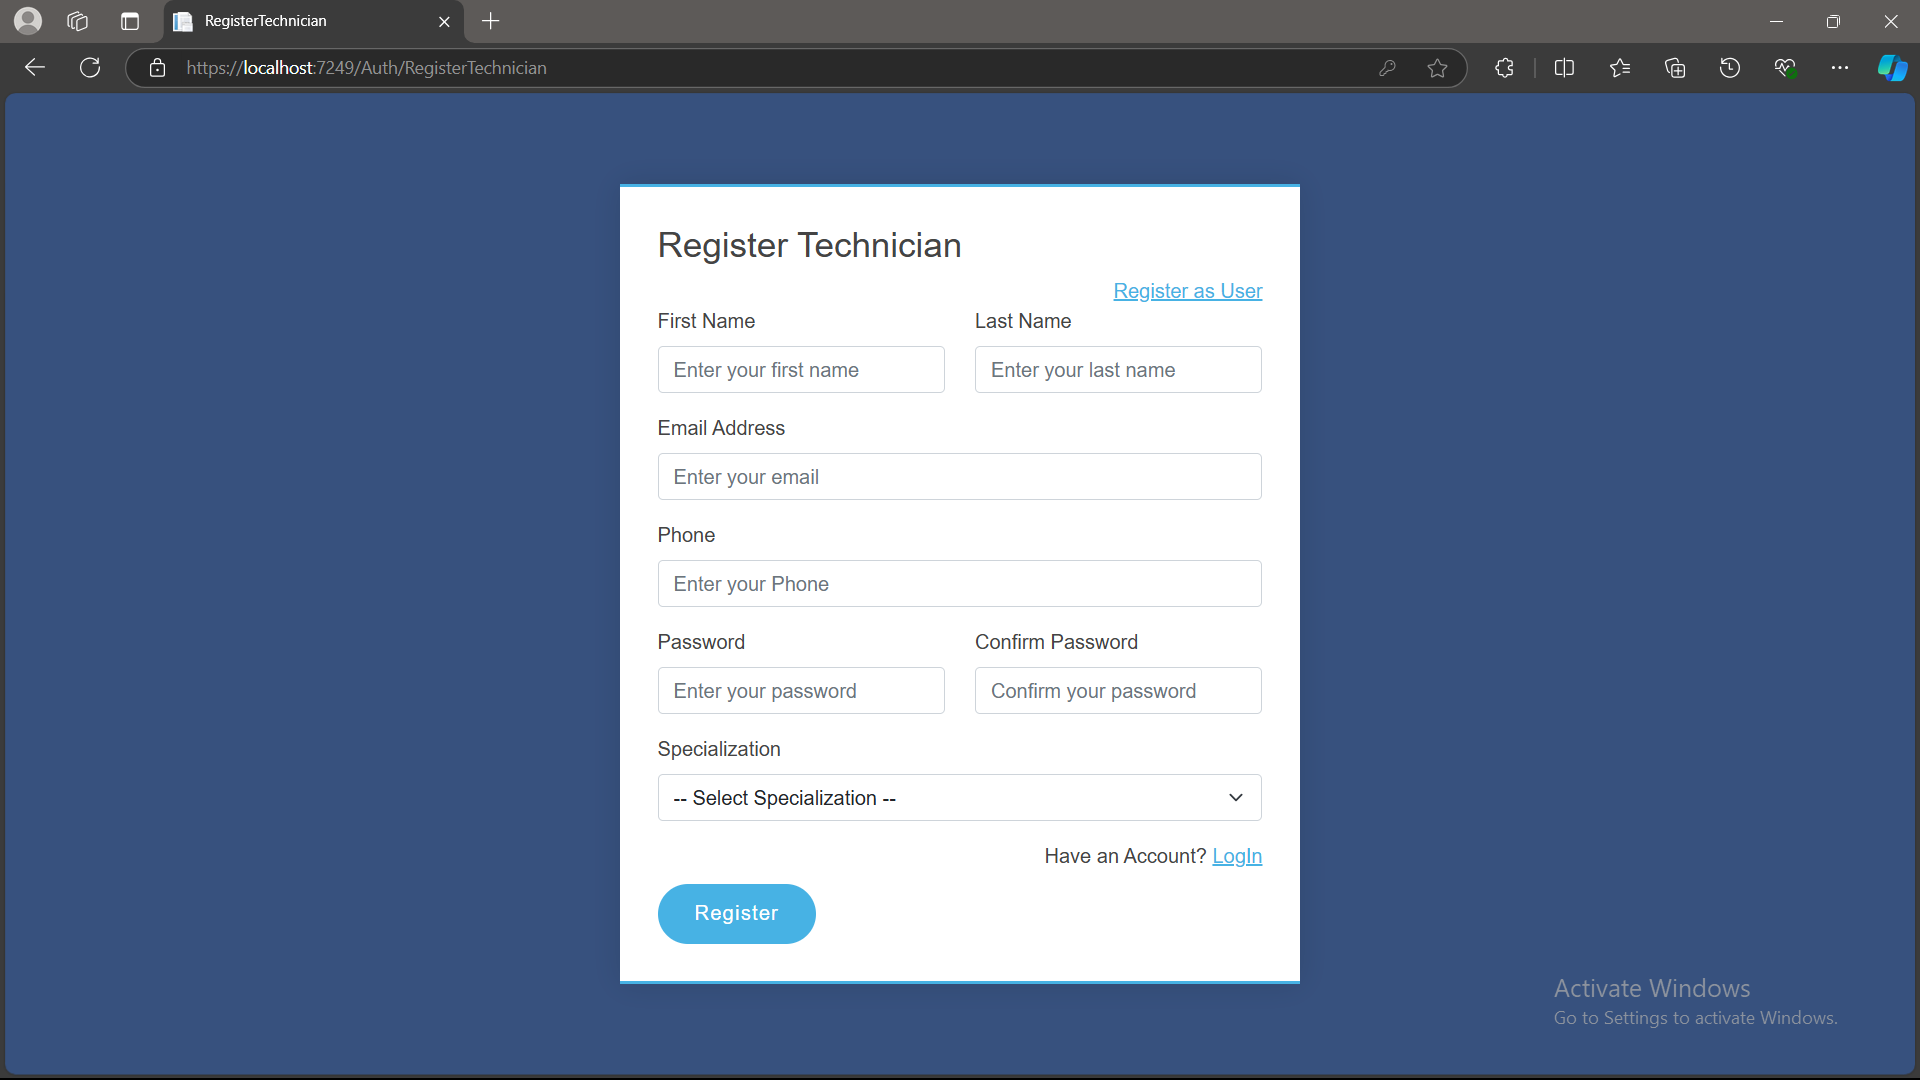 RegisterTechnician
https://localhost:7249/Auth/RegisterTechnician
Register Technician
Register as User
First Name
Last Name
Enter your first name
Enter your last name
Email Address
Enter your email
Phone
Enter your Phone
Password
Confirm Password
Enter your password
Confirm your password
Specialization
-- Select Specialization --
Have an Account? LogIn
Register
Activate Windows
Go to Settings to activate Windows.